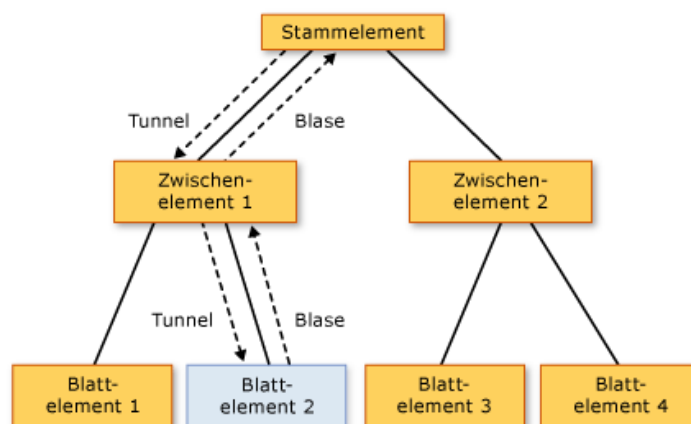 Stammelement
Tunnel
Blase
Zwischen-
element 1
Zwischen-
element 2
Tunnel
Blase
Blatt-
element 1
Blatt-
element 2
Blatt-
element 3
Blatt-
element 4